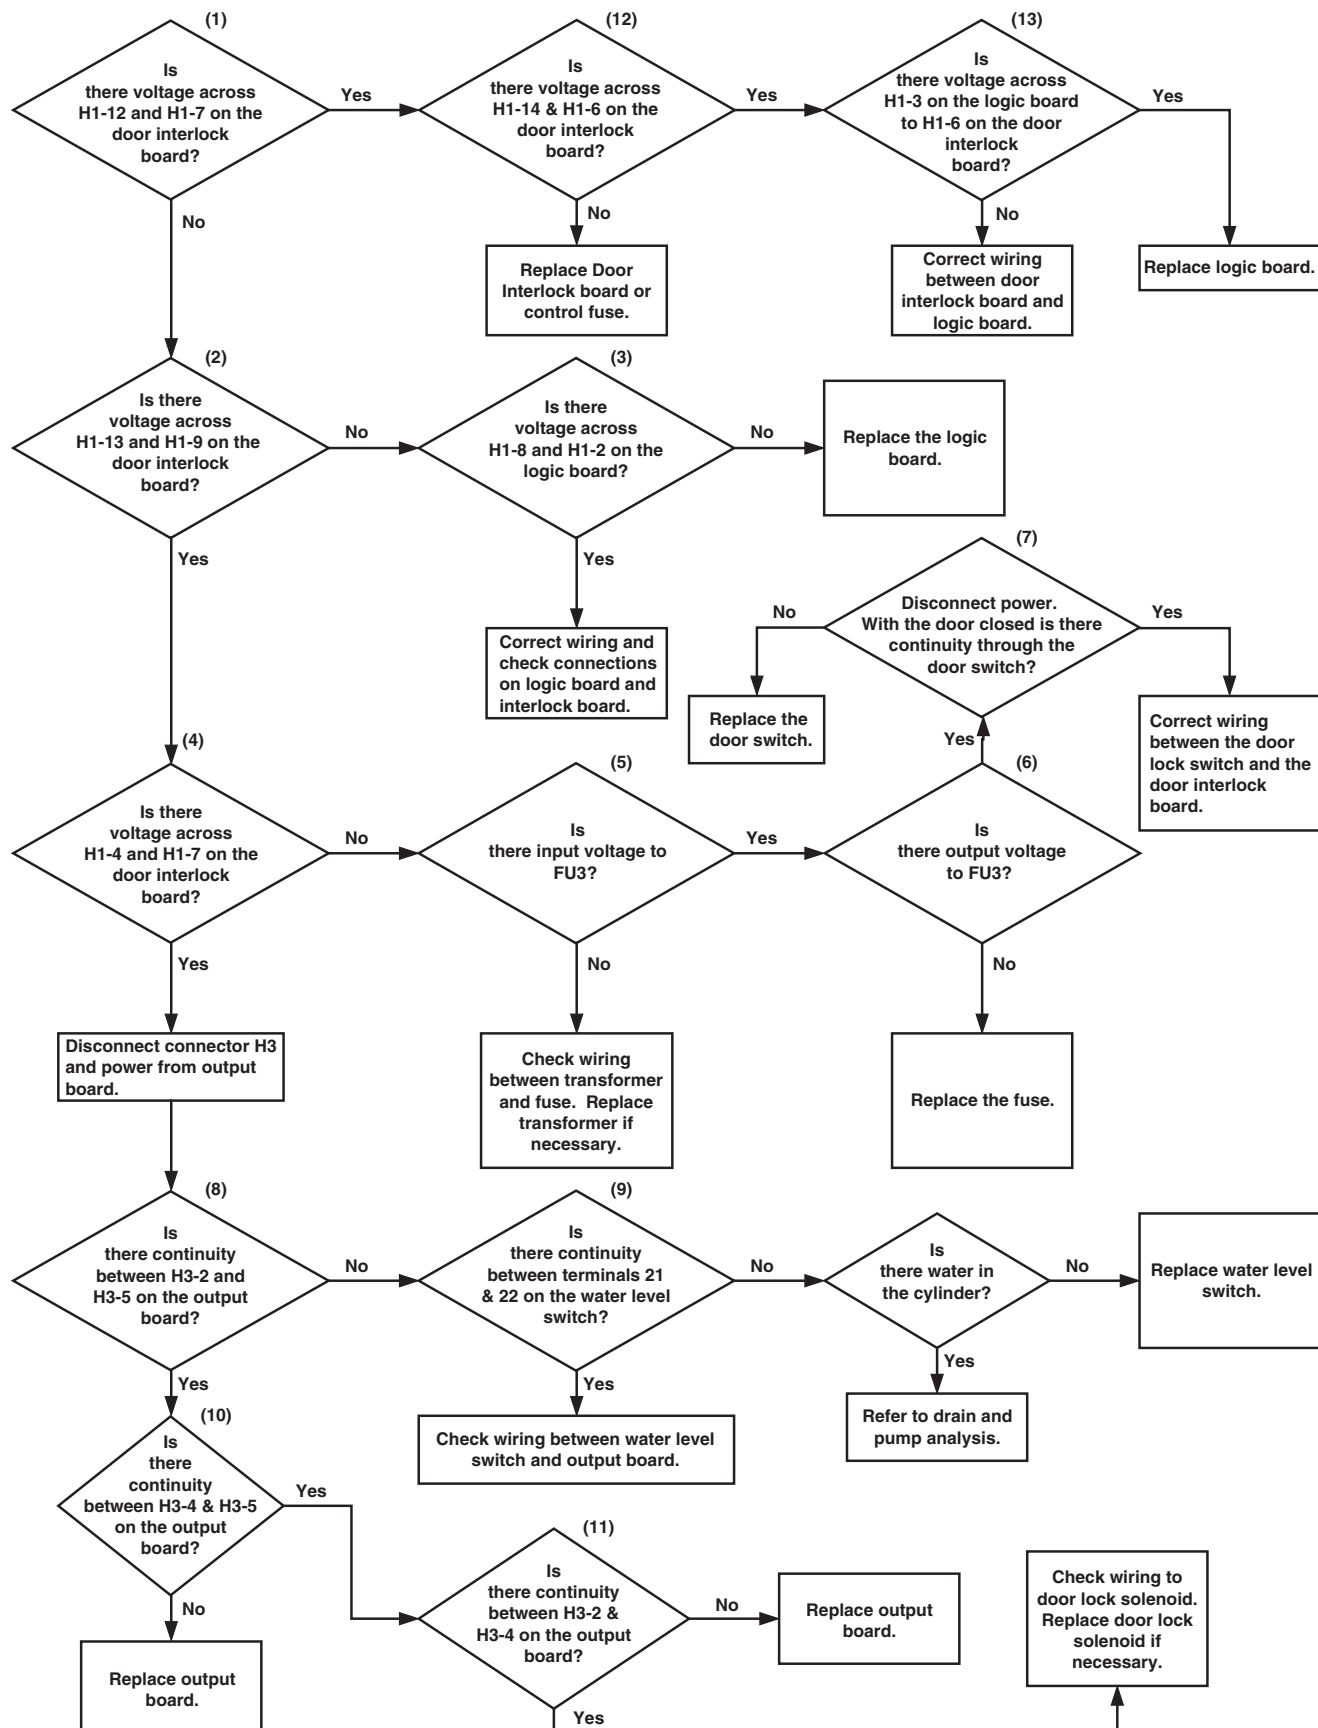 (1)
Is
there voltage across
H1-12 and H1-7 on the
door interlock
board?
Yes
No
(12)
Is
there voltage across
H1-14 & H1-6 on the
door interlock
board?
Yes
No
(13)
Is
there voltage across
H1-3 on the logic board
to H1-6 on the door
interlock
board?
Yes
No
Replace Door
Interlock board or
control fuse.
Correct wiring
between door
interlock board and
logic board.
Replace logic board.
(2)
Is there
voltage across
H1-13 and H1-9 on the
door interlock
board?
No
Yes
(3)
Is there
voltage across
H1-8 and H1-2 on the
logic board?
No
Yes
Replace the logic
board.
Correct wiring and
check connections
on logic board and
interlock board.
(7)
Disconnect power.
With the door closed is there
continuity through the
door switch?
No
Yes
Replace the
door switch.
Correct wiring
between the door
lock switch and the
door interlock
board.
(4)
Is there
voltage across
H1-4 and H1-7 on the
door interlock
board?
No
Yes
(5)
Is
there input voltage to
FU3?
Yes
No
(6)
Is
there output voltage
to FU3?
Yes
No
Disconnect connector H3
and power from output
board.
Check wiring
between transformer
and fuse. Replace
transformer if
necessary.
Replace the fuse.
(8)
Is
there continuity
between H3-2 and
H3-5 on the output
board?
No
Yes
(9)
Is
there continuity
between terminals 21
& 22 on the water level
switch?
No
Yes
Is
there water in
the cylinder?
No
Yes
Replace water level
switch.
Check wiring between water level
switch and output board.
Refer to drain and
pump analysis.
(10)
Is
there
continuity
between H3-4 & H3-5
on the output
board?
Yes
No
(11)
Is
there continuity
between H3-2 &
H3-4 on the output
board?
No
Yes
Replace output
board.
Replace output
board.
Check wiring to
door lock solenoid.
Replace door lock
solenoid if
necessary.